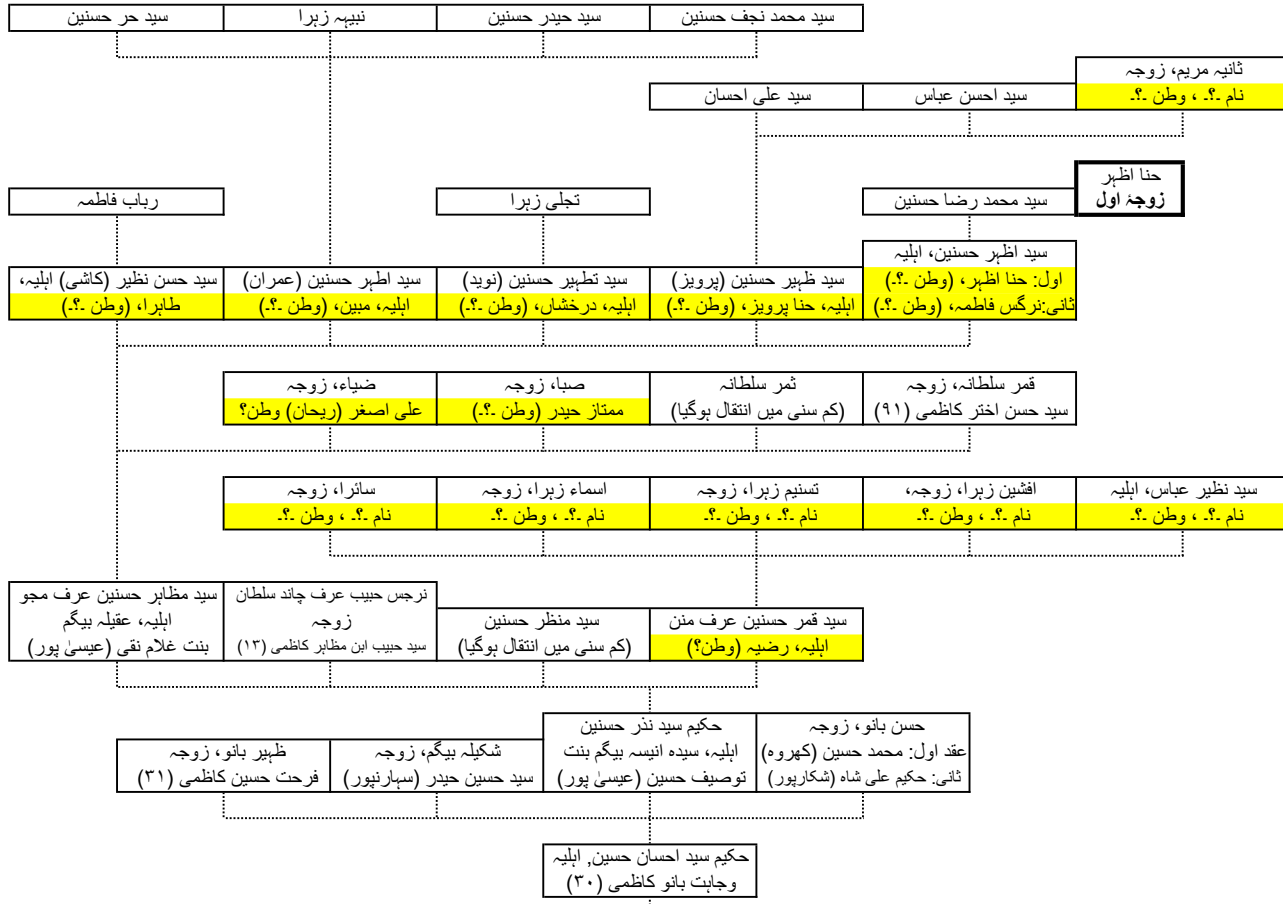 سید محمد نجف حسنین
سید حیدر حسنین
نبیہہ زہرا
سید حر حسنین
ثانیہ مریم، زوجہ
نام ۔؟۔ ، وطن ۔؟۔
سید احسن عباس
سید علی احسان
حنا اظہر
زوجۂ اول
سید محمد رضا حسنین
تجلی زہرا
رباب فاطمہ
سید اظہر حسنین، اہلیہ
اول: حنا اظہر، (وطن ۔؟۔)
ثانی:نرگس فاطمہ، (وطن ۔؟۔)
سید ظہیر حسنین (پرویز)
اہلیہ، حنا پرویز، (وطن ۔؟۔)
سید تطہیر حسنین (نوید)
اہلیہ، درخشاں، (وطن ۔؟۔)
سید اطہر حسنین (عمران)
اہلیہ، مبین، (وطن ۔؟۔)
سید حسن نظیر (کاشی) اہلیہ،
طاہرا، (وطن ۔؟۔)
قمر سلطانہ، زوجہ
سید حسن اختر کاظمی (۹۱)
ثمر سلطانہ
(کم سنی میں انتقال ہوگیا)
صبا، زوجہ
ممتاز حیدر (وطن ۔؟۔)
ضیاء، زوجہ
علی اصغر (ریحان) وطن؟
سید نظیر عباس، اہلیہ
نام ۔؟۔ ، وطن ۔؟۔
افشین زہرا، زوجہ،
نام ۔؟۔ ، وطن ۔؟۔
تسنیم زہرا، زوجہ
نام ۔؟۔ ، وطن ۔؟۔
اسماء زہرا، زوجہ
نام ۔؟۔ ، وطن ۔؟۔
سائرا، زوجہ
نام ۔؟۔ ، وطن ۔؟۔
سید قمر حسنین عرف منن
اہلیہ، رضیہ (وطن؟)
سید منظر حسنین
(کم سنی میں انتقال ہوگیا)
نرجس حبیب عرف چاند سلطان
زوجہ
سید حبیب ابن مظاہر کاظمی (۱۳)
سید مظاہر حسنین عرف مجو
اہلیہ، عقیلہ بیگم
بنت غلام نقی (عیسیٰ پور)
حسن بانو، زوجہ
عقد اول: محمد حسین (کھروہ)
ثانی: حکیم علی شاہ (شکارپور)
حکیم سید نذر حسنین
اہلیہ، سیدہ انیسہ بیگم بنت
توصیف حسین (عیسیٰ پور)
شکیلہ بیگم، زوجہ
سید حسین حیدر (سہارنپور)
ظہیر بانو، زوجہ
فرحت حسین کاظمی (۳۱)
حکیم سید احسان حسین, اہلیہ
وجاہت بانو کاظمی (۳۰)